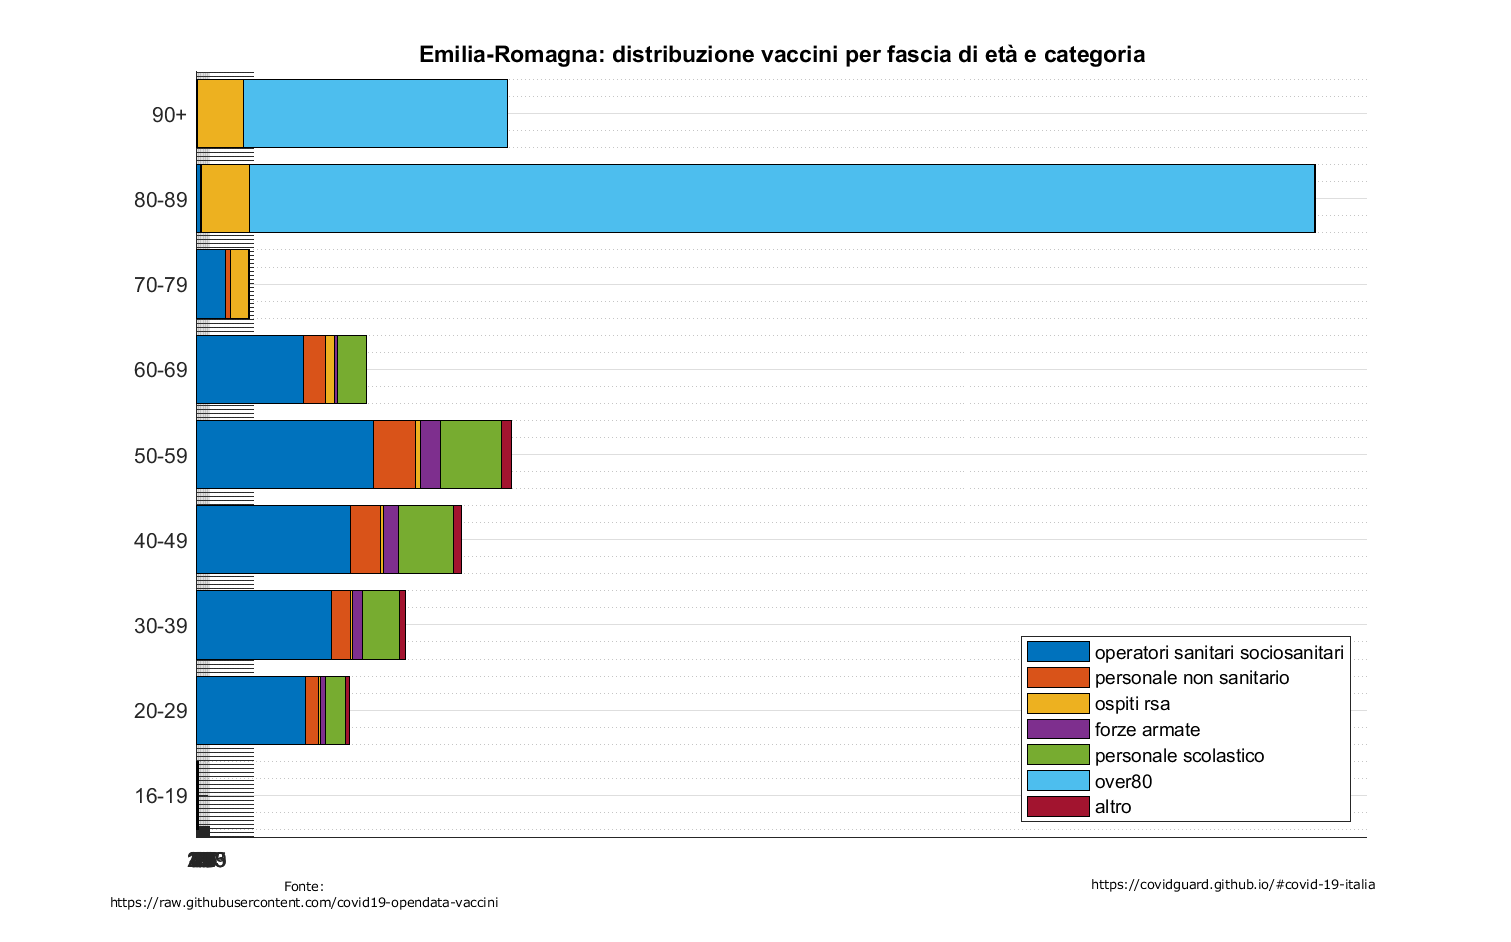 Emilia-Romagna: distribuzione vaccini per fascia di età e categoria
90+
80-89
70-79
60-69
50-59
40-49
30-39
20-29
16-19
operatori sanitari sociosanitari
personale non sanitario
ospiti rsa
forze armate
personale scolastico
over80
altro
Fonte:
https://raw.githubusercontent.com/covid19-opendata-vaccini
https://covidguard.github.io/#covid-19-italia